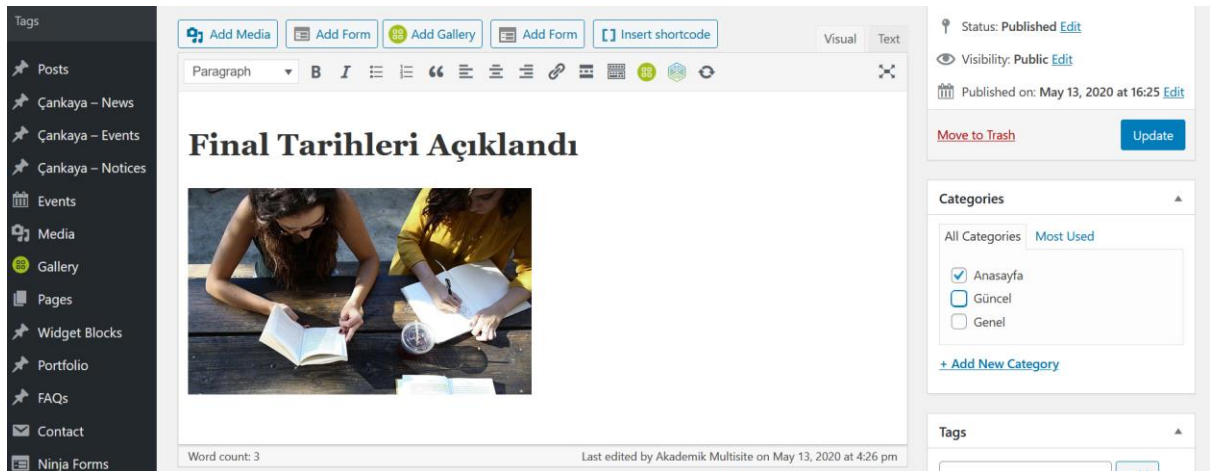 Tags
Posts
Çankaya – News
Çankaya – Events
Çankaya – Notices
Events
Media
Gallery
Pages
Widget Blocks
Portfolio
FAQs
Contact
Ninja Forms
Add Media
Add Form
Add Gallery
Add Form
[ ] Insert shortcode
Visual Text
Paragraph
Final Tarihleri Açıklandı
Word count: 3
Last edited by Akademik Multisite on May 13, 2020 at 4:26 pm
Status: Published Edit
Visibility: Public Edit
Published on: May 13, 2020 at 16:25 Edit
Move to Trash
Update
Categories
All Categories Most Used
Anasayfa
Güncel
Genel
+ Add New Category
Tags